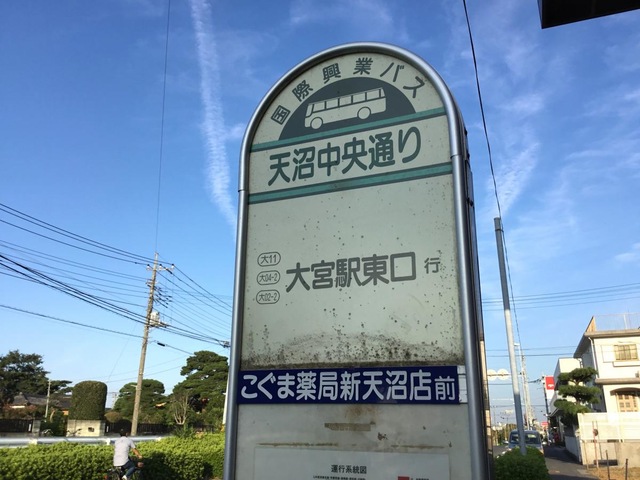 国際興業バス
天沼中央通り
大11
大04-2
大02-2
大宮駅東口 行
こぐま薬局新天沼店前
運行系統図